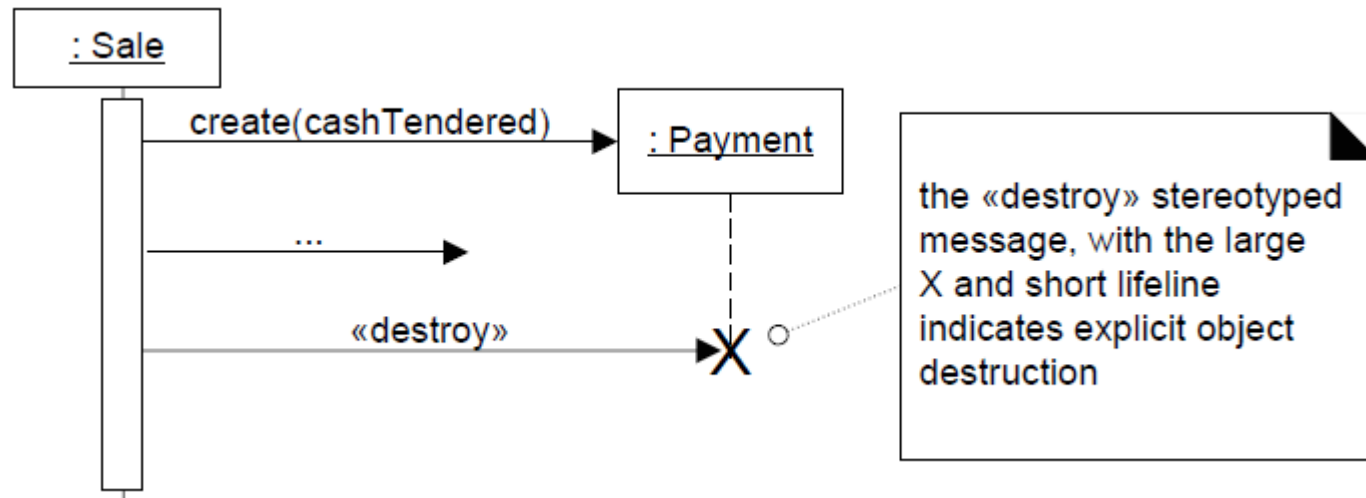 : Sale
create(cashTendered)
: Payment
...
«destroy»
X
the «destroy» stereotyped
message, with the large
X and short lifeline
indicates explicit object
destruction